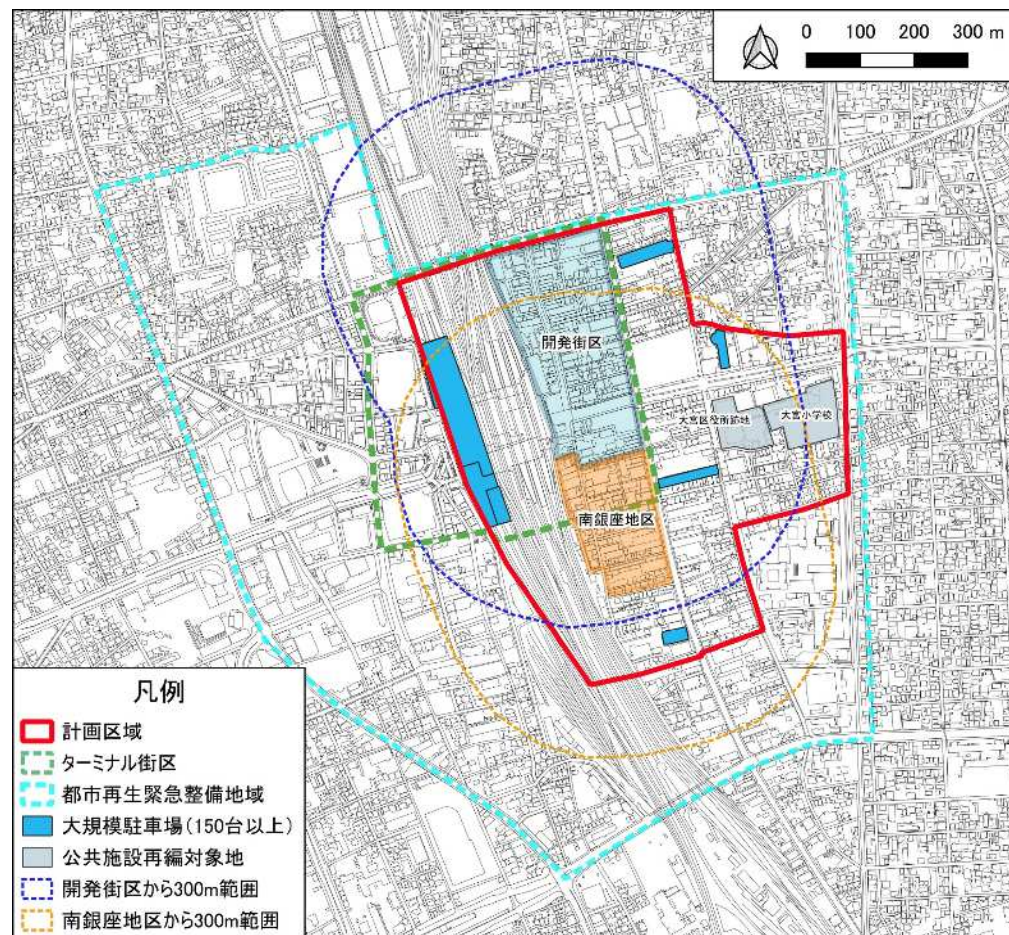 0 100 200 300 m
開発街区
大宮区役所跡地
大宮小学校
南銀座地区
凡例
計画区域
ターミナル街区
都市再生緊急整備地域
大規模駐車場(150台以上)
公共施設再編対象地
開発街区から300m範囲
南銀座地区から300m範囲